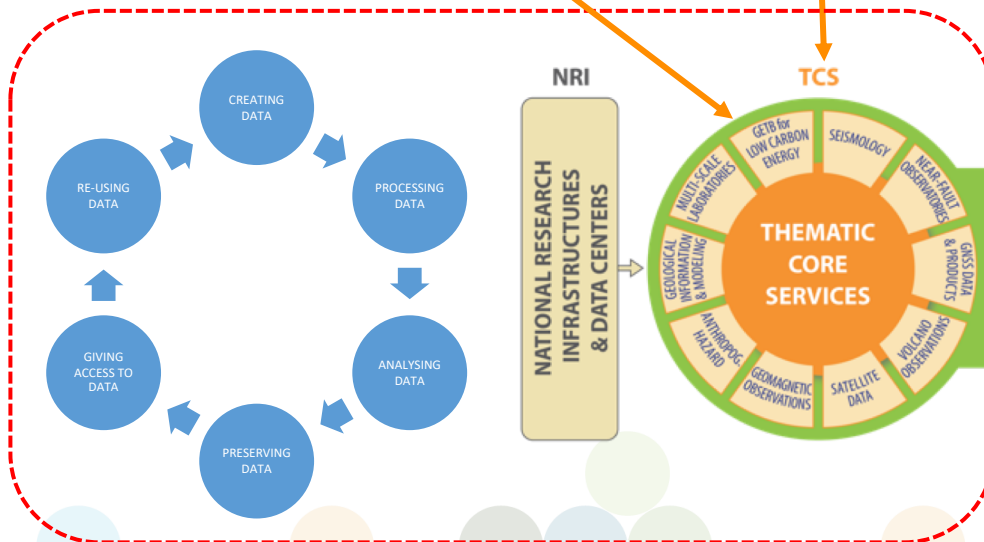 CREATING
DATA
PROCESSING
DATA
ANALYSING
DATA
PRESERVING
DATA
GIVING
ACCESS TO
DATA
RE-USING
DATA
NRI
NATIONAL RESEARCH
INFRASTRUCTURES
& DATA CENTERS
TCS
THEMATIC
CORE
SERVICES
SEISMOLOGY
NEAR-FAULT
OBSERVATORIES
GNSS DATA
& PRODUCTS
VOLCANO
OBSERVATIONS
SATELLITE
DATA
GEOMAGNETIC
OBSERVATIONS
ANTHROPOG.
HAZARD
GEOLOGICAL
INFORMATION
& MODELING
MULTI-SCALE
LABORATORIES
GETB for
LOW CARBON
ENERGY